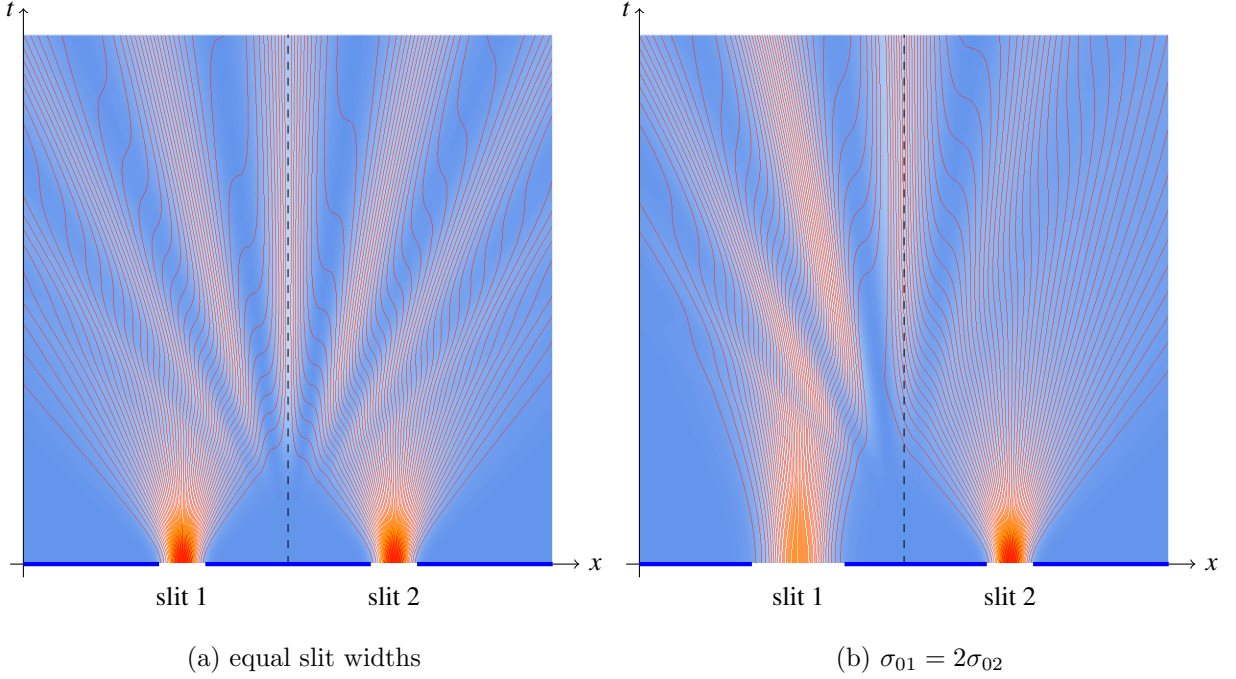 t
t
x
x
slit 1
slit 2
slit 1
slit 2
(a) equal slit widths
(b) σ₀₁ = 2σ₀₂